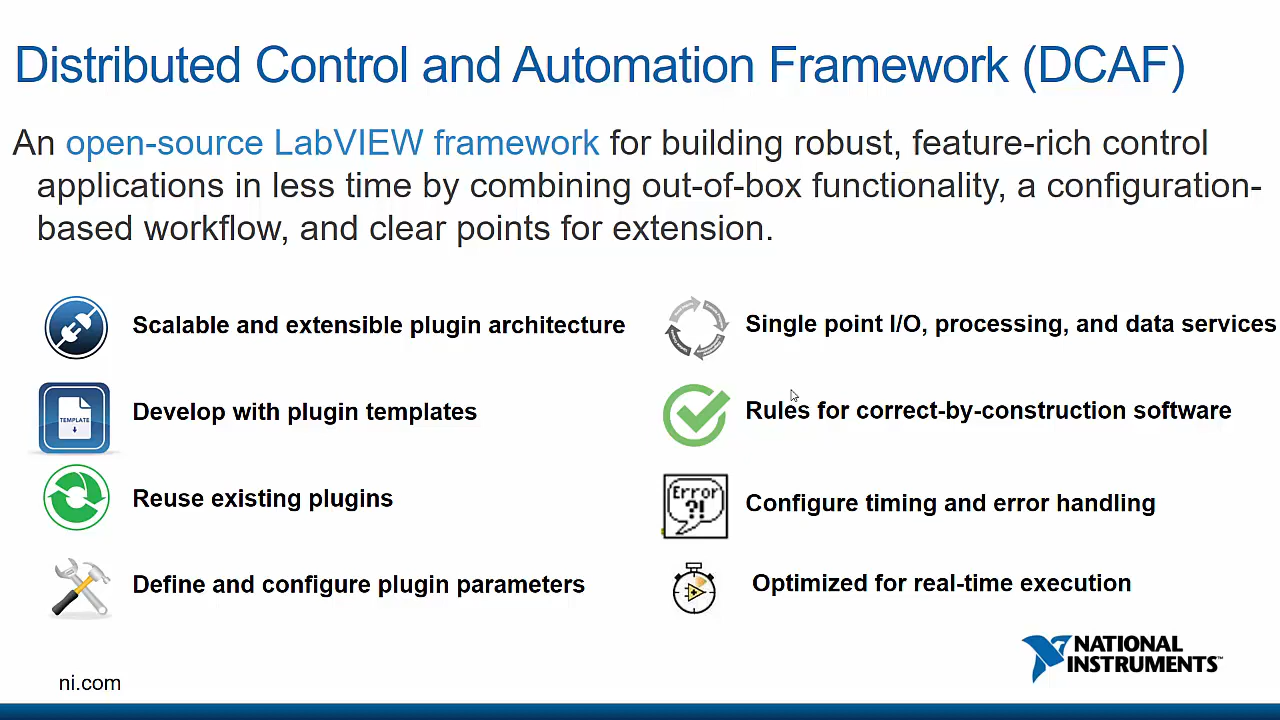 Distributed Control and Automation Framework (DCAF)
An open-source LabVIEW framework for building robust, feature-rich control
applications in less time by combining out-of-box functionality, a configuration-
based workflow, and clear points for extension.
Scalable and extensible plugin architecture
TEMPLATE
Develop with plugin templates
Reuse existing plugins
Define and configure plugin parameters
Single point I/O, processing, and data services
Rules for correct-by-construction software
Error
?!
Configure timing and error handling
Optimized for real-time execution
NATIONAL
INSTRUMENTS™
ni.com